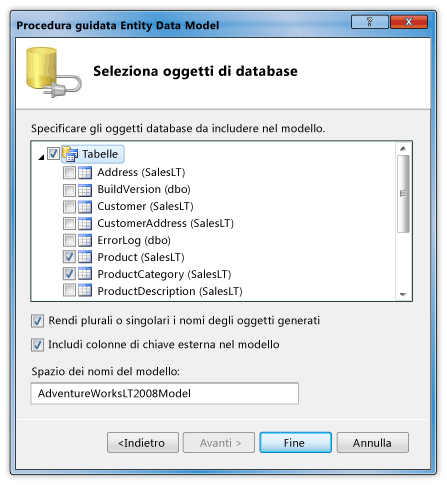 Procedura guidata Entity Data Model
Seleziona oggetti di database
Specificare gli oggetti database da includere nel modello.
Tabelle
Address (SalesLT)
BuildVersion (dbo)
Customer (SalesLT)
CustomerAddress (SalesLT)
ErrorLog (dbo)
Product (SalesLT)
ProductCategory (SalesLT)
ProductDescription (SalesLT)
Rendi plurali o singolari i nomi degli oggetti generati
Includi colonne di chiave esterna nel modello
Spazio dei nomi del modello:
AdventureWorksLT2008Model
<Indietro Avanti > Fine Annulla